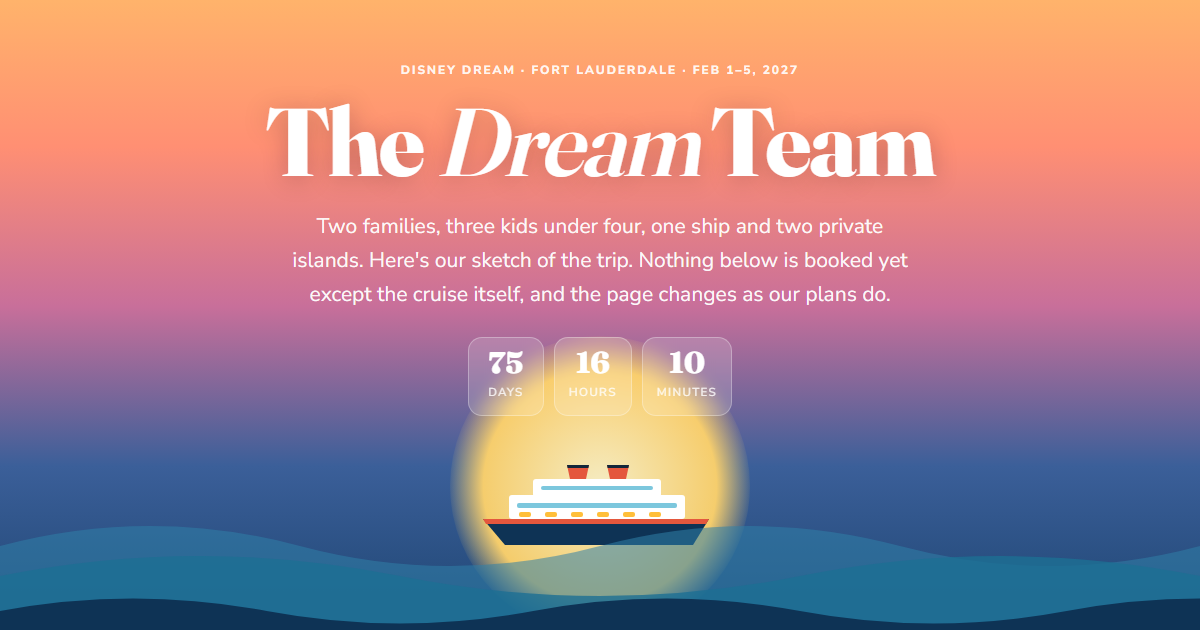 DISNEY DREAM · FORT LAUDERDALE · FEB 1–5, 2027
The Dream Team
Two families, three kids under four, one ship and two private
islands. Here's our sketch of the trip. Nothing below is booked yet
except the cruise itself, and the page changes as our plans do.
75 16 10
DAYS HOURS MINUTES